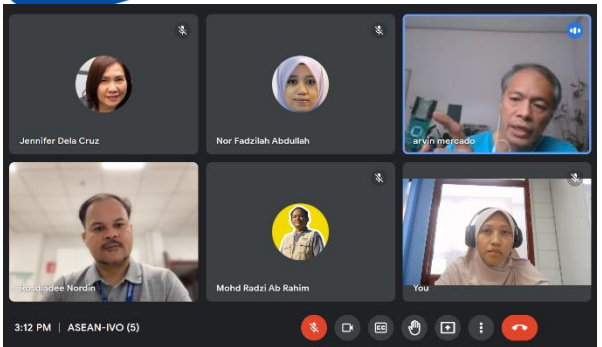 Jennifer Dela Cruz
Nor Fadzilah Abdullah
arvin mercado
Rosdiadee Nordin
Mohd Radzi Ab Rahim
You
3:12 PM | ASEAN-IVO (5)
CC